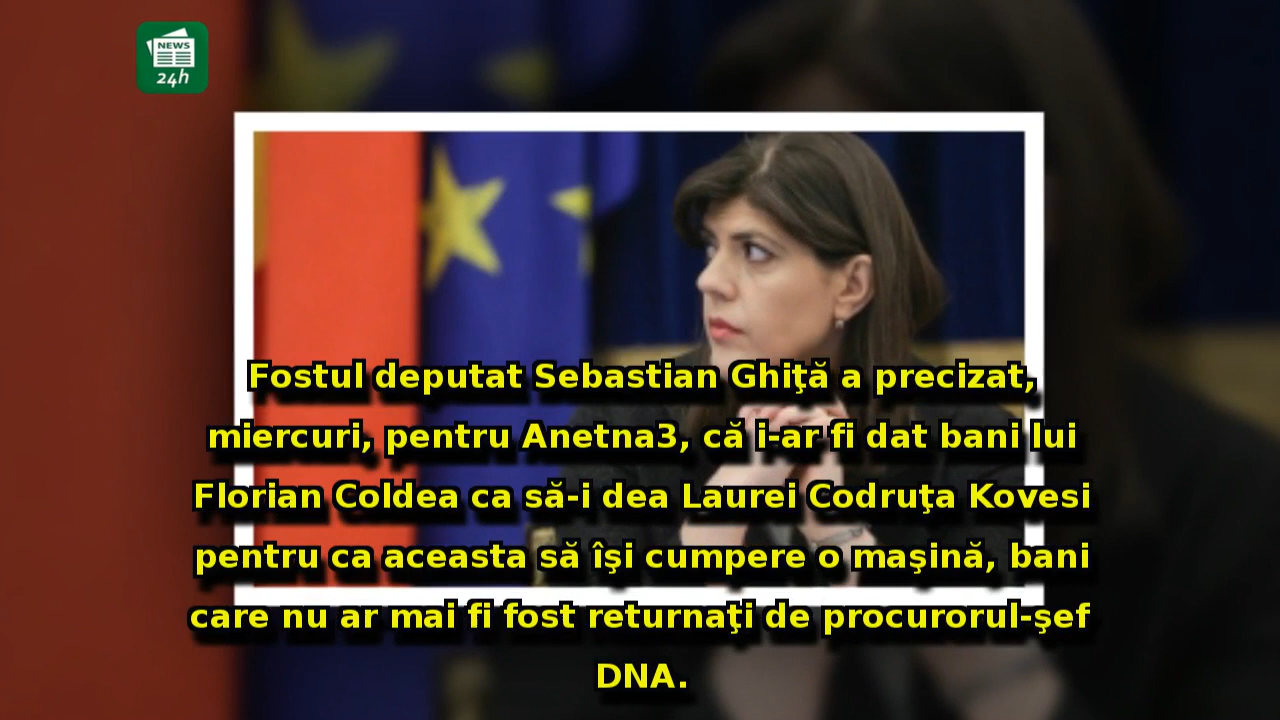 NEWS
24h
Fostul deputat Sebastian Ghiţă a precizat,
miercuri, pentru Anetna3, că i-ar fi dat bani lui
Florian Coldea ca să-i dea Laurei Codruţa Kovesi
pentru ca aceasta să îşi cumpere o maşină, bani
care nu ar mai fi fost returnaţi de procurorul-şef
DNA.